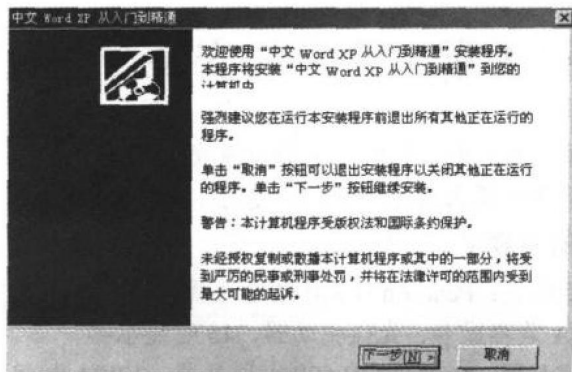 中文 Word XP 从入门到精通
欢迎使用“中文 Word XP 从入门到精通”安装程序。
本程序将安装“中文 Word XP 从入门到精通”到您的
计算机中
强烈建议您在运行本安装程序前退出所有其他正在运行的
程序。
单击“取消”按钮可以退出安装程序以关闭其他正在运行
的程序。单击“下一步”按钮继续安装。
警告：本计算机程序受版权法和国际条约保护。
未经授权复制或散播本计算机程序或其中的一部分，将受
到严厉的民事或刑事处罚，并将在法律许可的范围内受到
最大可能的起诉。
下一步[N] >
取消